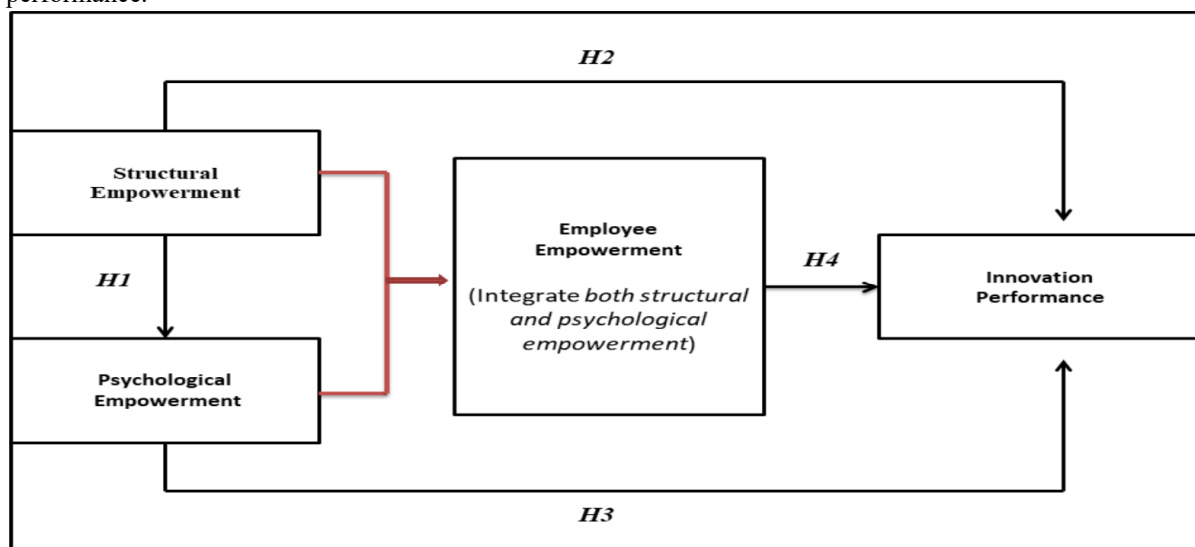 performance.
H2
Structural
Empowerment
H1
Psychological
Empowerment
Employee
Empowerment
(Integrate both structural
and psychological
empowerment)
H4
Innovation
Performance
H3